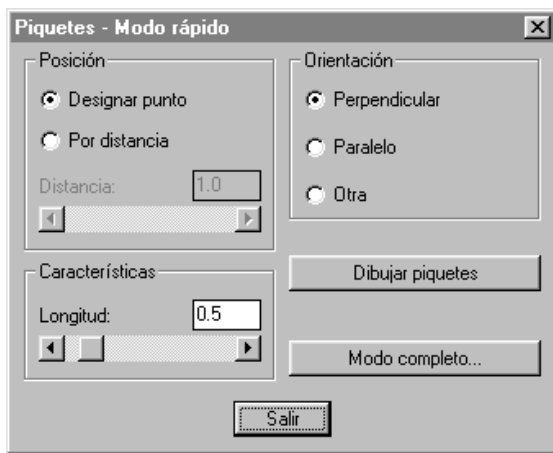 Piquetes - Modo rápido
Posición
Designar punto
Por distancia
Distancia: 1.0
Orientación
Perpendicular
Paralelo
Otra
Características
Longitud: 0.5
Dibujar piquetes
Modo completo...
Salir